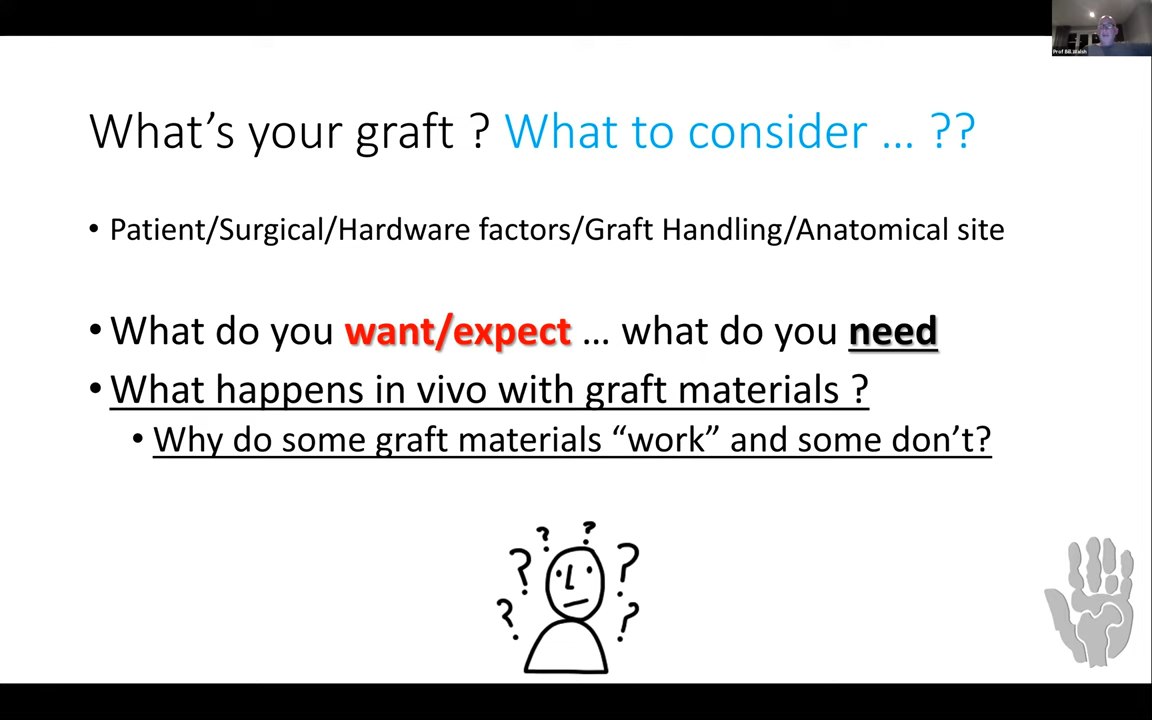 Prof Bill Walsh
What's your graft ? What to consider ... ??
• Patient/Surgical/Hardware factors/Graft Handling/Anatomical site
• What do you want/expect ... what do you need
• What happens in vivo with graft materials ?
• Why do some graft materials “work” and some don’t?
? ?
? ?
? ?